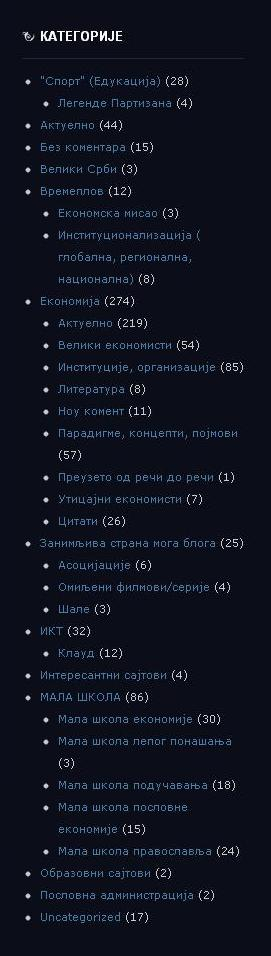 КАТЕГОРИЈЕ
"Спорт" (Едукација) (28)
Легенде Партизана (4)
Актуелно (44)
Без коментара (15)
Велики Срби (3)
Времеплов (12)
Економска мисао (3)
Институционализација (
глобална, регионална,
национална) (8)
Економија (274)
Актуелно (219)
Велики економисти (54)
Институције, организације (85)
Литература (8)
Ноу комент (11)
Парадигме, концепти, појмови
(57)
Преузето од речи до речи (1)
Утицајни економисти (7)
Цитати (26)
Занимљива страна мога блога (25)
Асоцијације (6)
Омиљени филмови/серије (4)
Шале (3)
ИКТ (32)
Клауд (12)
Интересантни сајтови (4)
МАЛА ШКОЛА (86)
Мала школа економије (30)
Мала школа лепог понашања
(3)
Мала школа подучавања (18)
Мала школа пословне
економије (15)
Мала школа православља (24)
Образовни сајтови (2)
Пословна администрација (2)
Uncategorized (17)